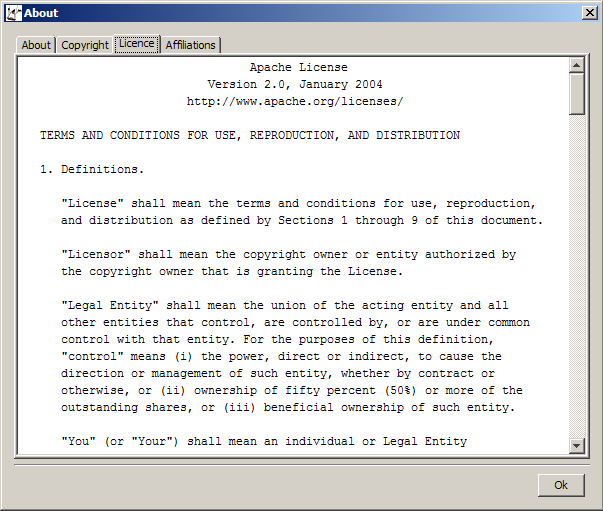 About
About Copyright Licence Affiliations
Apache License
Version 2.0, January 2004
http://www.apache.org/licenses/
TERMS AND CONDITIONS FOR USE, REPRODUCTION, AND DISTRIBUTION
1. Definitions.
"License" shall mean the terms and conditions for use, reproduction,
and distribution as defined by Sections 1 through 9 of this document.
"Licensor" shall mean the copyright owner or entity authorized by
the copyright owner that is granting the License.
"Legal Entity" shall mean the union of the acting entity and all
other entities that control, are controlled by, or are under common
control with that entity. For the purposes of this definition,
"control" means (i) the power, direct or indirect, to cause the
direction or management of such entity, whether by contract or
otherwise, or (ii) ownership of fifty percent (50%) or more of the
outstanding shares, or (iii) beneficial ownership of such entity.
"You" (or "Your") shall mean an individual or Legal Entity
Ok